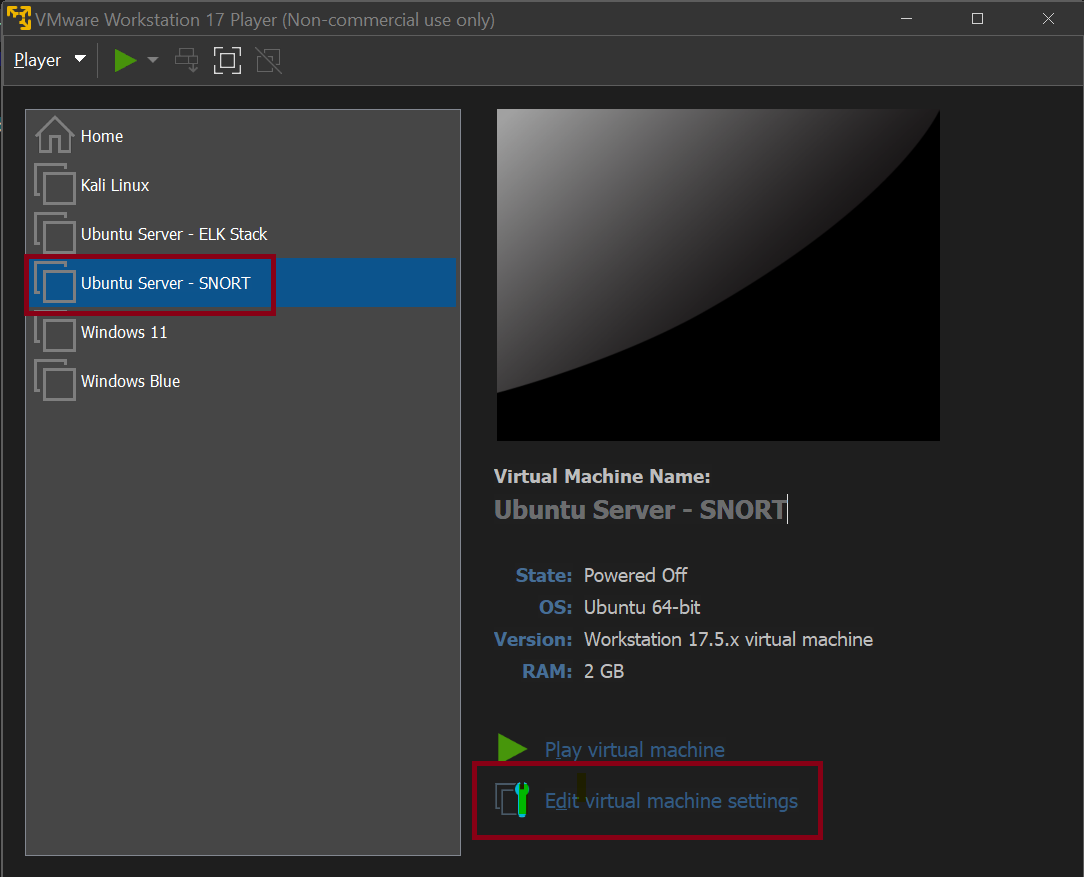 VMware Workstation 17 Player (Non-commercial use only)
Player
Home
Kali Linux
Ubuntu Server - ELK Stack
Ubuntu Server - SNORT
Windows 11
Windows Blue
Virtual Machine Name:
Ubuntu Server - SNORT
State: Powered Off
OS: Ubuntu 64-bit
Version: Workstation 17.5.x virtual machine
RAM: 2 GB
Play virtual machine
Edit virtual machine settings